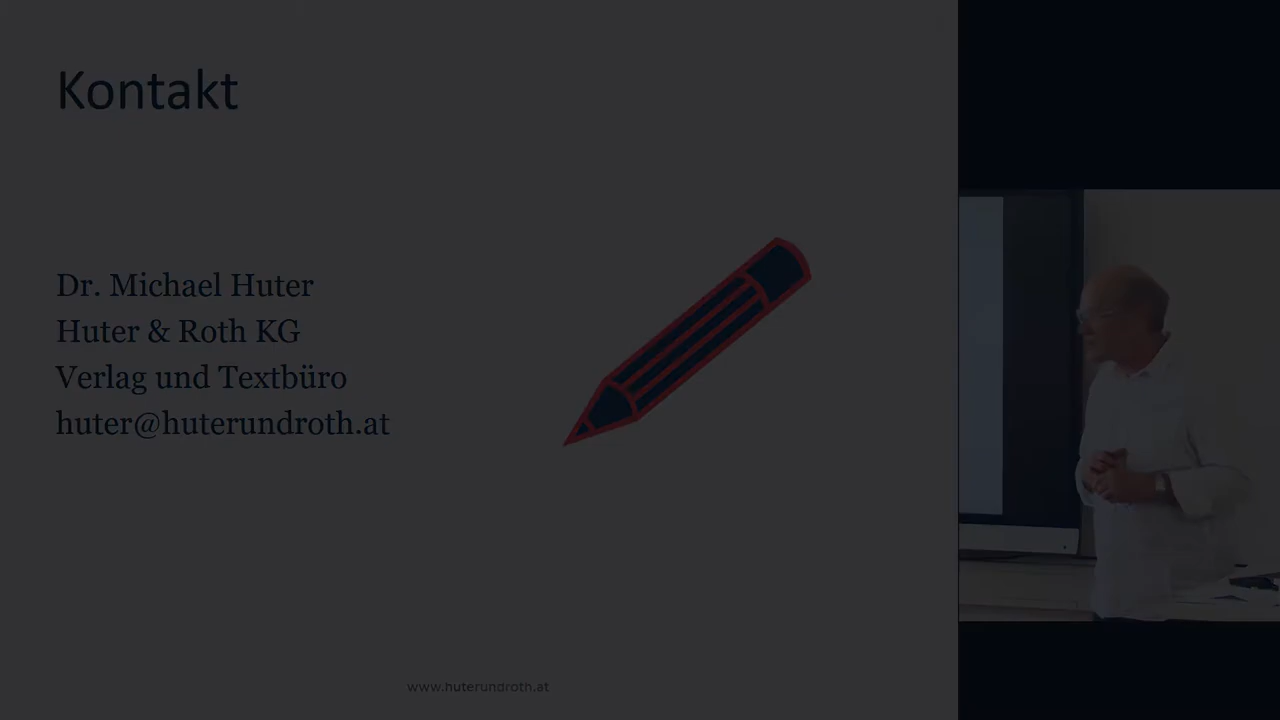 Kontakt
Dr. Michael Huter
Huter & Roth KG
Verlag und Textbüro
huter@huterundroth.at
www.huterundroth.at